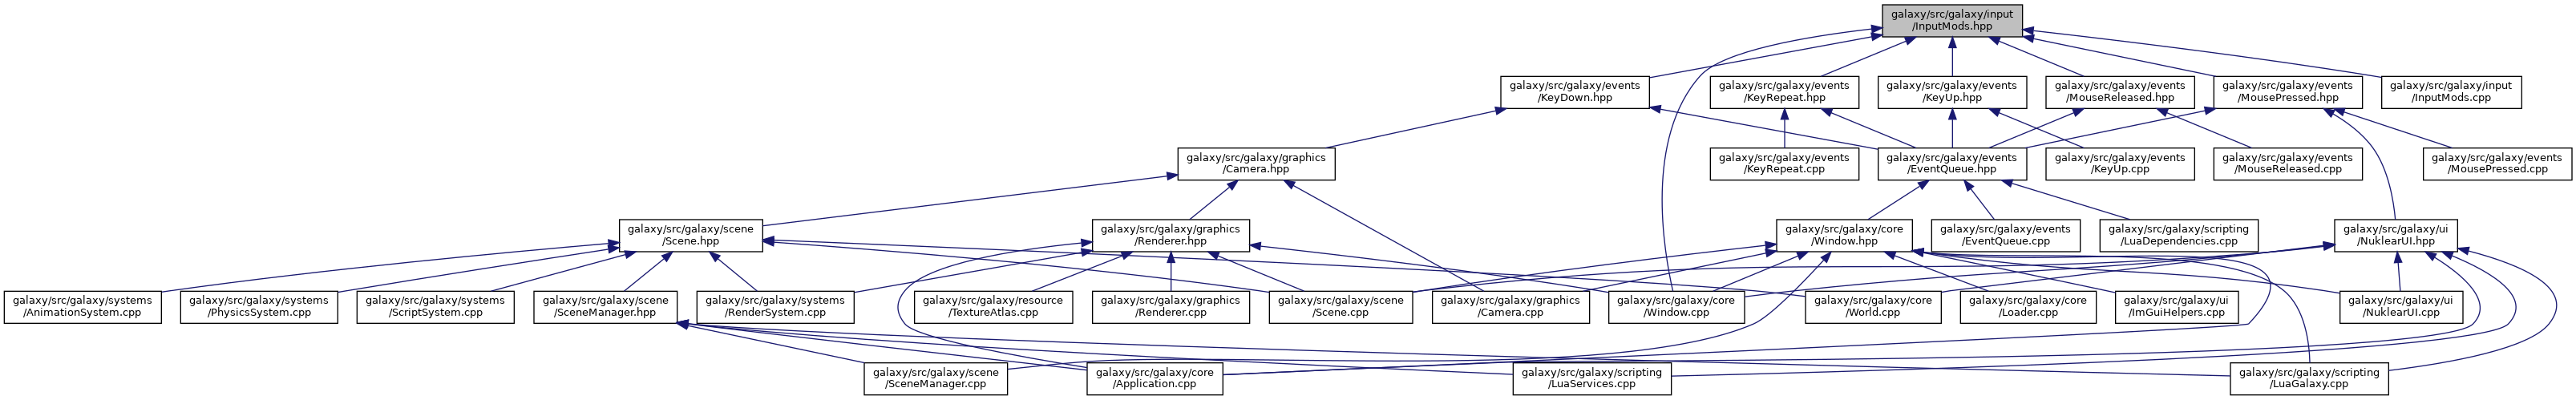 galaxy/src/galaxy/input
/InputMods.hpp
galaxy/src/galaxy/events
/KeyDown.hpp
galaxy/src/galaxy/events
/KeyRepeat.hpp
galaxy/src/galaxy/events
/KeyUp.hpp
galaxy/src/galaxy/events
/MouseReleased.hpp
galaxy/src/galaxy/events
/MousePressed.hpp
galaxy/src/galaxy/input
/InputMods.cpp
galaxy/src/galaxy/graphics
/Camera.hpp
galaxy/src/galaxy/events
/KeyRepeat.cpp
galaxy/src/galaxy/events
/EventQueue.hpp
galaxy/src/galaxy/events
/KeyUp.cpp
galaxy/src/galaxy/events
/MouseReleased.cpp
galaxy/src/galaxy/events
/MousePressed.cpp
galaxy/src/galaxy/scene
/Scene.hpp
galaxy/src/galaxy/graphics
/Renderer.hpp
galaxy/src/galaxy/core
/Window.hpp
galaxy/src/galaxy/events
/EventQueue.cpp
galaxy/src/galaxy/scripting
/LuaDependencies.cpp
galaxy/src/galaxy/ui
/NuklearUI.hpp
galaxy/src/galaxy/systems
/AnimationSystem.cpp
galaxy/src/galaxy/systems
/PhysicsSystem.cpp
galaxy/src/galaxy/systems
/ScriptSystem.cpp
galaxy/src/galaxy/scene
/SceneManager.hpp
galaxy/src/galaxy/systems
/RenderSystem.cpp
galaxy/src/galaxy/resource
/TextureAtlas.cpp
galaxy/src/galaxy/graphics
/Renderer.cpp
galaxy/src/galaxy/scene
/Scene.cpp
galaxy/src/galaxy/graphics
/Camera.cpp
galaxy/src/galaxy/core
/Window.cpp
galaxy/src/galaxy/core
/World.cpp
galaxy/src/galaxy/core
/Loader.cpp
galaxy/src/galaxy/ui
/ImGuiHelpers.cpp
galaxy/src/galaxy/ui
/NuklearUI.cpp
galaxy/src/galaxy/scene
/SceneManager.cpp
galaxy/src/galaxy/core
/Application.cpp
galaxy/src/galaxy/scripting
/LuaServices.cpp
galaxy/src/galaxy/scripting
/LuaGalaxy.cpp